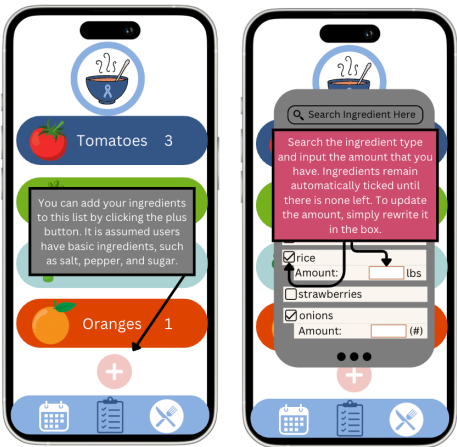 Tomatoes 3
You can add your ingredients
to this list by clicking the plus
button. It is assumed users
have basic ingredients, such
as salt, pepper, and sugar.
Oranges 1
Search Ingredient Here
Search the ingredient type
and input the amount that you
have. Ingredients remain
automatically ticked until
there is none left. To update
the amount, simply rewrite it
in the box.
rice
Amount: lbs
strawberries
onions
Amount: (#)